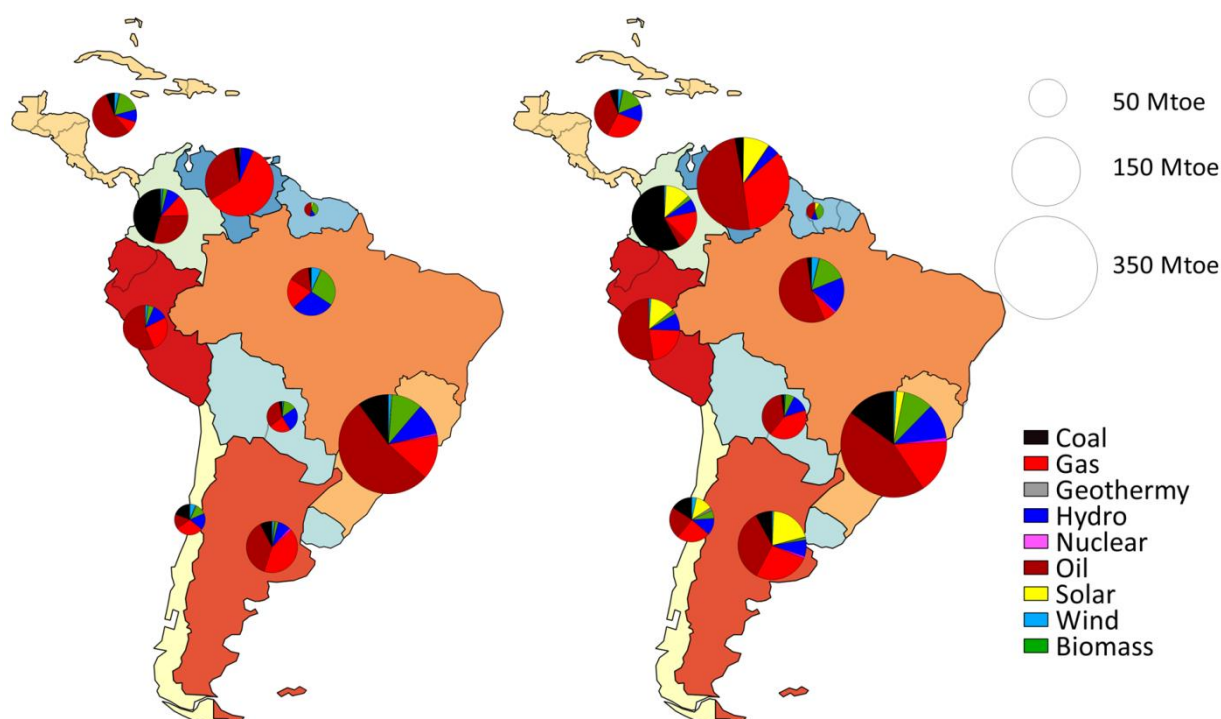 50 Mtoe
150 Mtoe
350 Mtoe
Coal
Gas
Geothermy
Hydro
Nuclear
Oil
Solar
Wind
Biomass